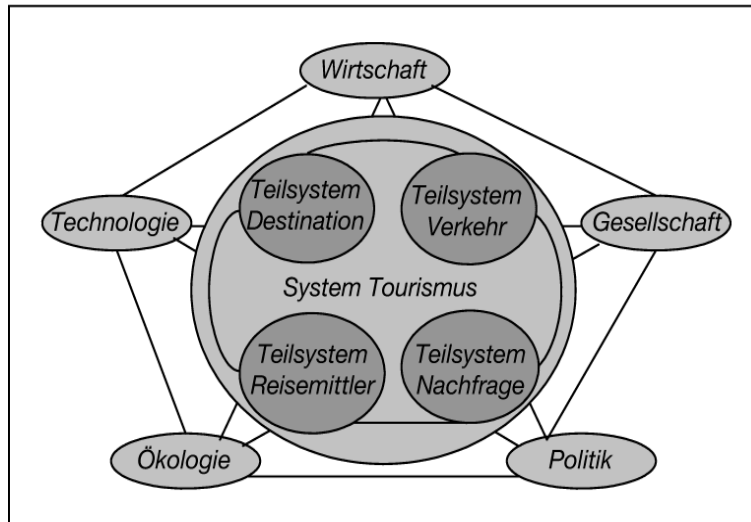 Wirtschaft
Teilsystem
Destination
Teilsystem
Verkehr
Technologie
Gesellschaft
System Tourismus
Teilsystem
Reisemittler
Teilsystem
Nachfrage
Ökologie
Politik